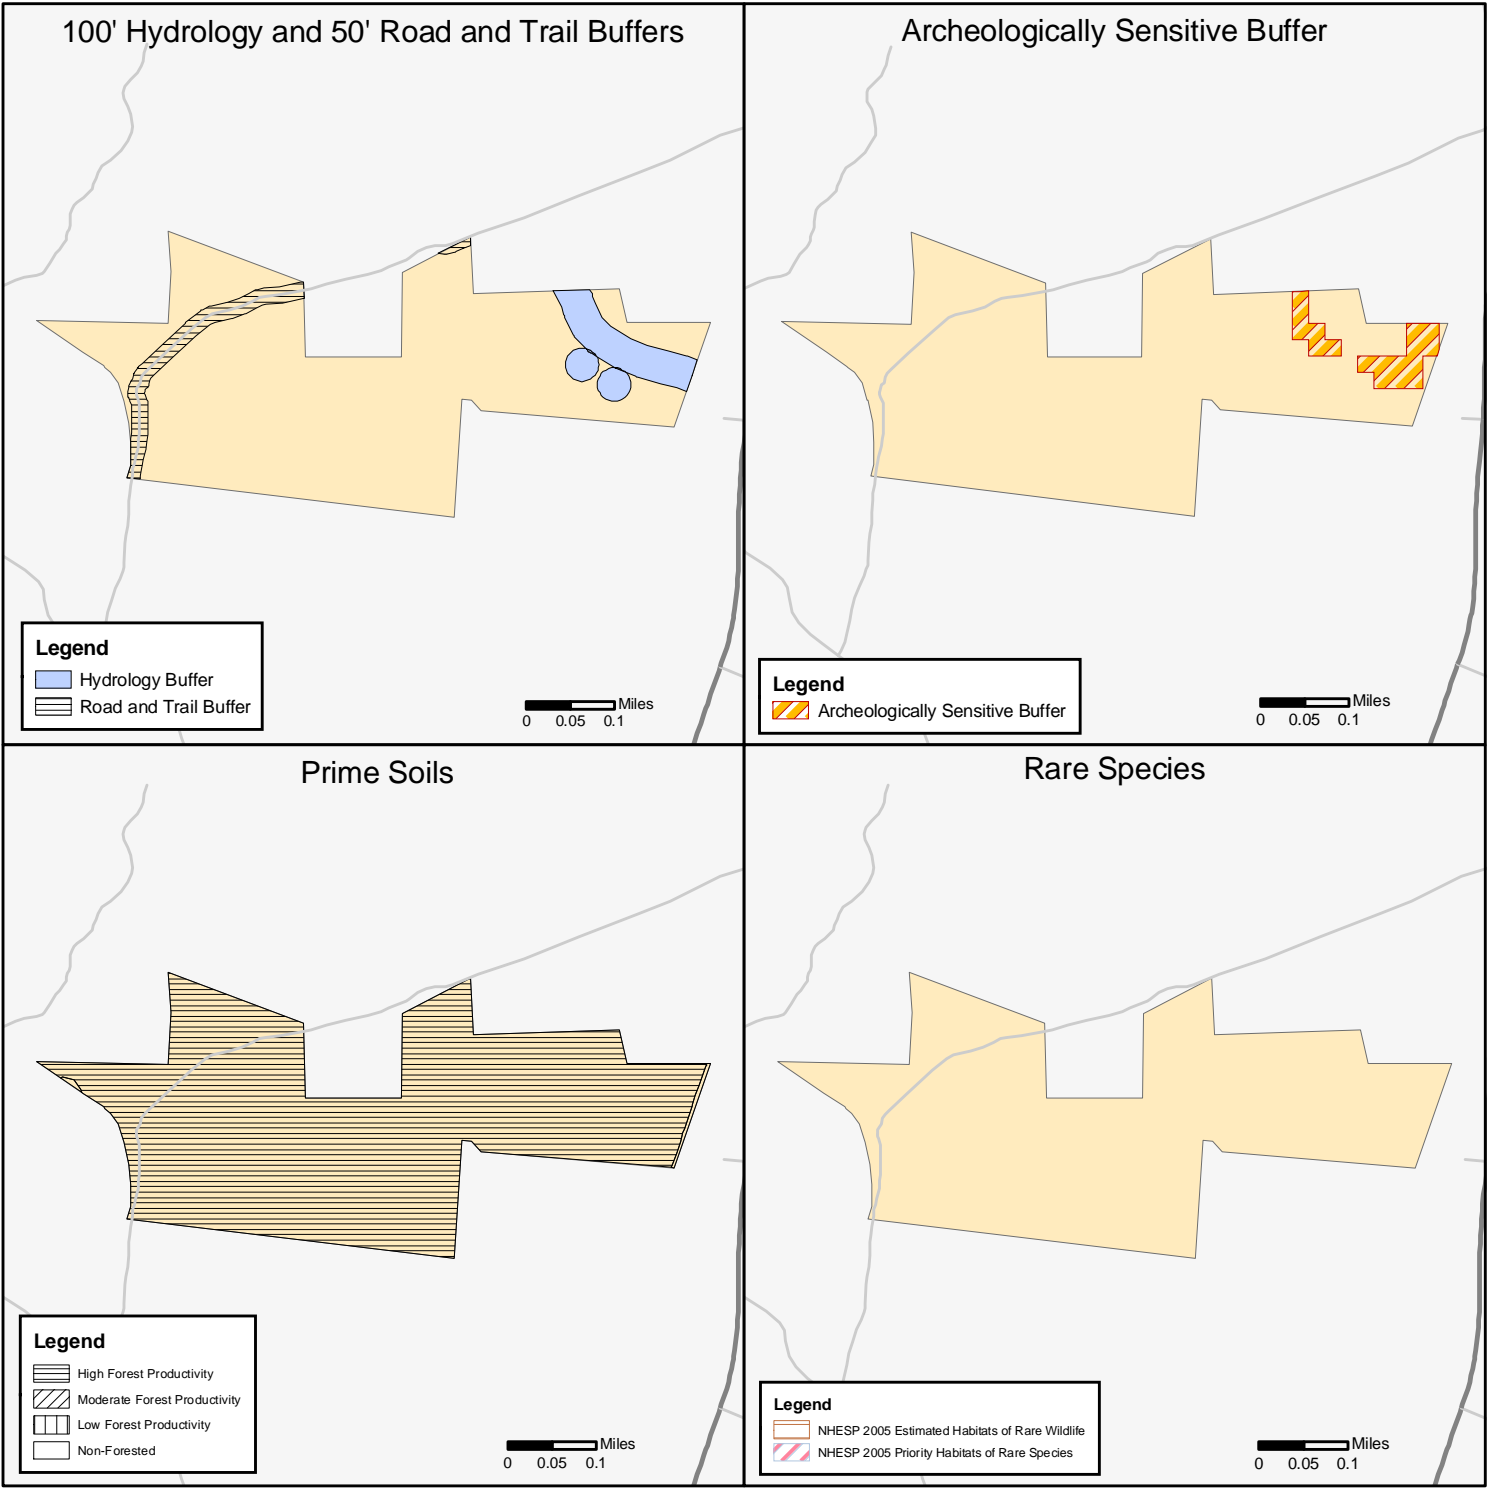 100' Hydrology and 50' Road and Trail Buffers
Legend
Hydrology Buffer
Road and Trail Buffer
Miles
0 0.05 0.1
Archeologically Sensitive Buffer
Legend
Archeologically Sensitive Buffer
Miles
0 0.05 0.1
Prime Soils
Legend
High Forest Productivity
Moderate Forest Productivity
Low Forest Productivity
Non-Forested
Miles
0 0.05 0.1
Rare Species
Legend
NHESP 2005 Estimated Habitats of Rare Wildlife
NHESP 2005 Priority Habitats of Rare Species
Miles
0 0.05 0.1